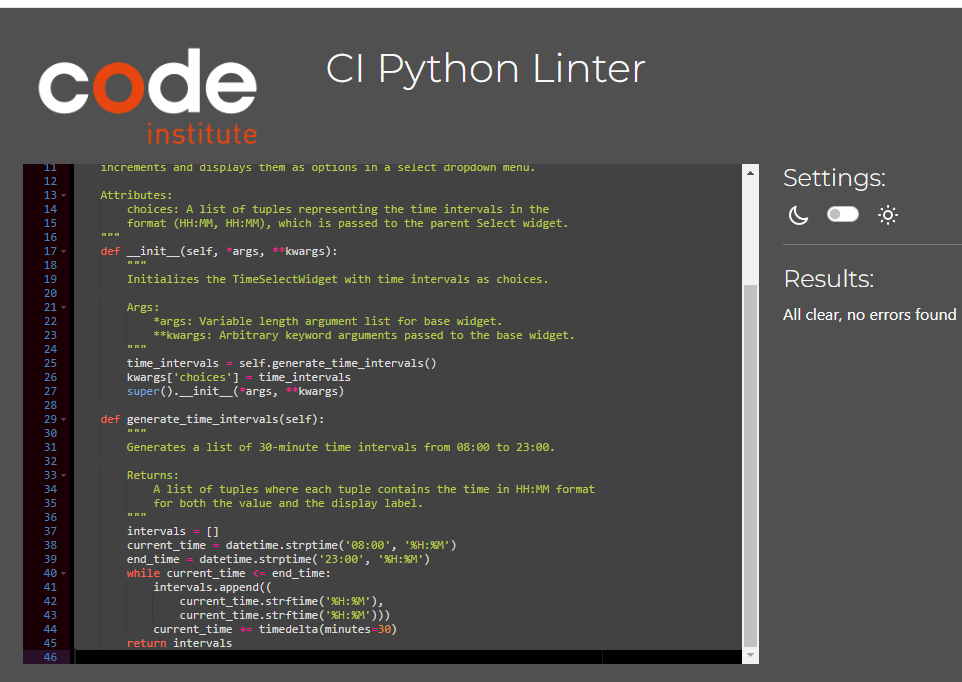 code
institute
CI Python Linter
11 increments and displays them as options in a select dropdown menu.
12
13 Attributes:
14 choices: A list of tuples representing the time intervals in the
15 format (HH:MM, HH:MM), which is passed to the parent Select widget.
16 """
17 def __init__(self, *args, **kwargs):
18 """
19 Initializes the TimeSelectWidget with time intervals as choices.
20
21 Args:
22 *args: Variable length argument list for base widget.
23 **kwargs: Arbitrary keyword arguments passed to the base widget.
24 """
25 time_intervals = self.generate_time_intervals()
26 kwargs['choices'] = time_intervals
27 super().__init__(*args, **kwargs)
28
29 def generate_time_intervals(self):
30 """
31 Generates a list of 30-minute time intervals from 08:00 to 23:00.
32
33 Returns:
34 A list of tuples where each tuple contains the time in HH:MM format
35 for both the value and the display label.
36 """
37 intervals = []
38 current_time = datetime.strptime('08:00', '%H:%M')
39 end_time = datetime.strptime('23:00', '%H:%M')
40 while current_time <= end_time:
41 intervals.append((
42 current_time.strftime('%H:%M'),
43 current_time.strftime('%H:%M')))
44 current_time += timedelta(minutes=30)
45 return intervals
46
Settings:
Results:
All clear, no errors found